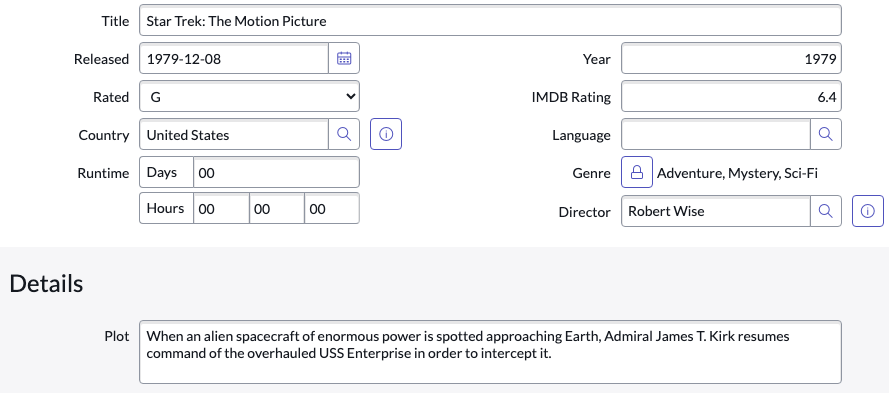 Title Star Trek: The Motion Picture
Released 1979-12-08 Year 1979
Rated G IMDB Rating 6.4
Country United States Language
Runtime Days 00 Genre Adventure, Mystery, Sci-Fi
Hours 00 00 00 Director Robert Wise
Details
Plot When an alien spacecraft of enormous power is spotted approaching Earth, Admiral James T. Kirk resumes
command of the overhauled USS Enterprise in order to intercept it.